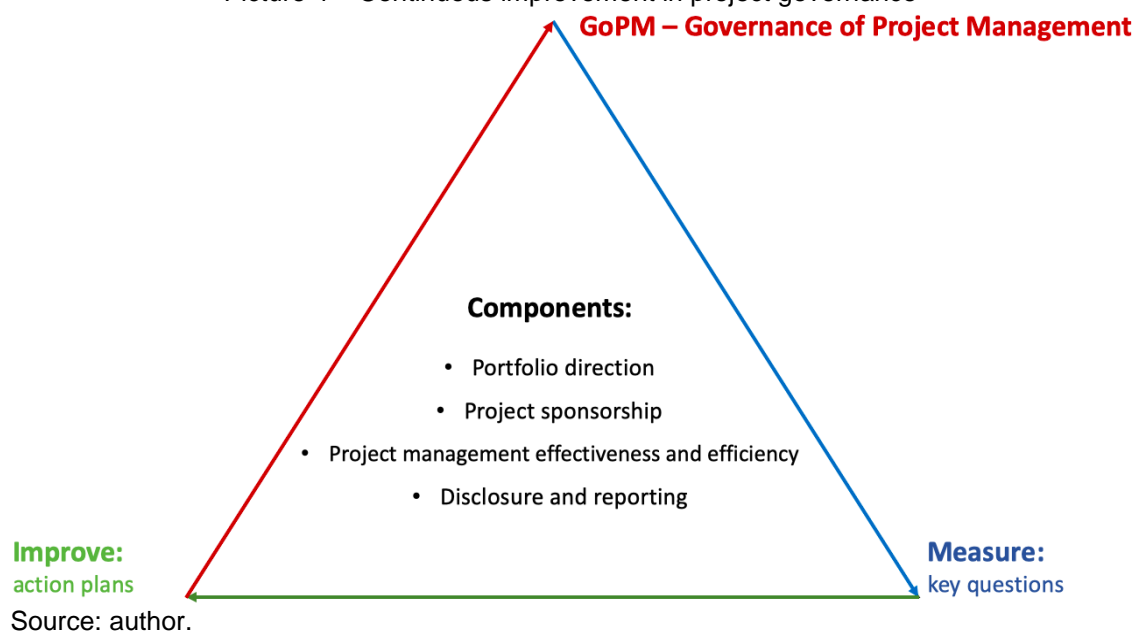 GoPM – Governance of Project Management
Components:
• Portfolio direction
• Project sponsorship
• Project management effectiveness and efficiency
• Disclosure and reporting
Improve:
action plans
Measure:
key questions
Source: author.